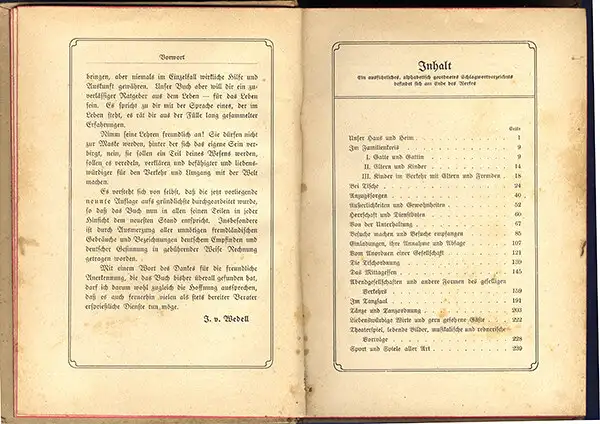 Vorwort
bringen, aber niemals im Einzelfall wirkliche Hilfe und
Auskunft gewähren. Unser Buch aber will dir ein zu-
verlässiger Ratgeber aus dem Leben — für das Leben
sein. Es spricht zu dir mit der Sprache eines, der im
Leben steht, es rät dir aus der Fülle lang gesammelter
Erfahrungen.
Nimm seine Lehren freundlich an! Sie dürfen nicht
zur Maske werden, hinter der sich das eigene Sein ver-
birgt, nein, sie sollen ein Teil deines Wesens werden,
sollen es veredeln, verklären und befähigter und liebens-
würdiger für den Verkehr und Umgang mit der Welt
machen.
Es versteht sich von selbst, daß die jetzt vorliegende
neunte Auflage aufs gründlichste durchgearbeitet wurde,
so daß das Buch nun in allen seinen Teilen in jeder
Hinsicht dem neuesten Stand entspricht. Insbesondere
ist durch Ausmerzung aller unnötigen fremdländischen
Gebräuche und Bezeichnungen deutschem Empfinden und
deutscher Gesinnung in gebührender Weise Rechnung
getragen worden.
Mit einem Wort des Dankes für die freundliche
Anerkennung, die das Buch bisher überall gefunden hat,
darf ich darum wohl zugleich die Hoffnung aussprechen,
daß es auch fernerhin vielen als stets bereiter Berater
ersprießliche Dienste tun möge.
J. v. Wedell
Inhalt
Ein ausführliches, alphabetisch geordnetes Schlagwortverzeichnis
befindet sich am Ende des Werkes
Seite
Unser Haus und Heim . . . 1
Im Familienkreis . . . 9
I. Gatte und Gattin . . . 9
II. Eltern und Kinder . . . 14
III. Kinder im Verkehr mit Eltern und Fremden . . 18
Bei Tische . . . 24
Anzugsorgen . . . 40
Äußerlichkeiten und Gewohnheiten . . . 52
Herrschaft und Dienstboten . . . 60
Von der Unterhaltung . . . 67
Besuche machen und Besuche empfangen . . . 85
Einladungen, ihre Annahme und Absage . . . 107
Vom Anordnen einer Gesellschaft . . . 121
Die Tischordnung . . . 139
Das Mittagessen . . . 145
Abendgesellschaften und andere Formen des geselligen
Verkehrs . . . 159
Im Tanzsaal . . . 191
Tänze und Tanzordnung . . . 203
Liebenswürdige Wirte und gern gesehene Gäste . . . 222
Theaterspiel, lebende Bilder, musikalische und rednerische
Vorträge . . . 228
Sport und Spiele aller Art . . . 239